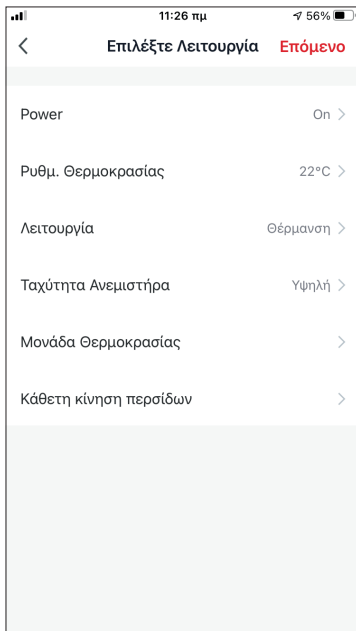 11:26 πμ 56%
Επιλέξτε Λειτουργία Επόμενο
Power On
Ρυθμ. Θερμοκρασίας 22°C
Λειτουργία Θέρμανση
Ταχύτητα Ανεμιστήρα Υψηλή
Μονάδα Θερμοκρασίας
Κάθετη κίνηση περσίδων